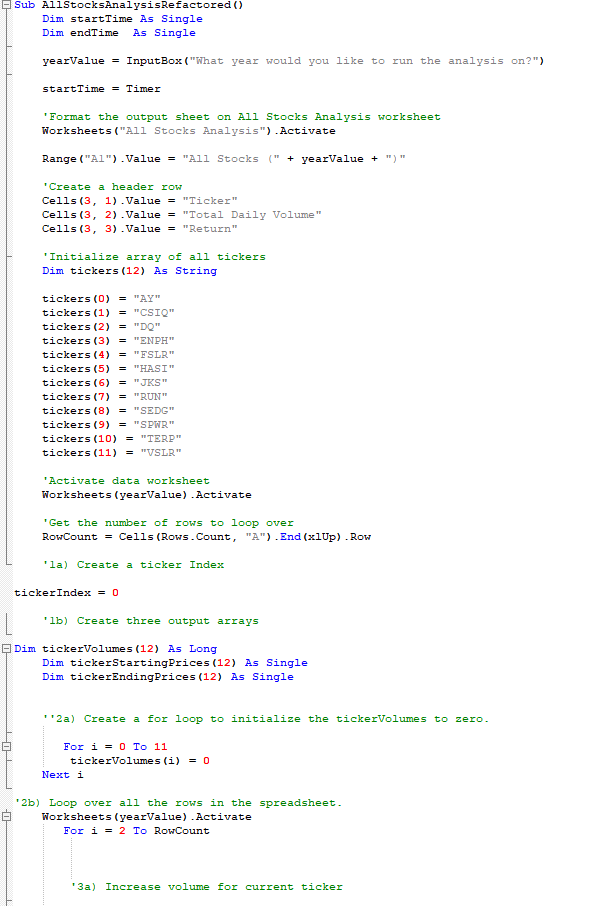 Sub AllStocksAnalysisRefactored()
Dim startTime As Single
Dim endTime  As Single
yearValue = InputBox("What year would you like to run the analysis on?")
startTime = Timer
'Format the output sheet on All Stocks Analysis worksheet
Worksheets("All Stocks Analysis").Activate
Range("A1").Value = "All Stocks (" + yearValue + ")"
'Create a header row
Cells(3, 1).Value = "Ticker"
Cells(3, 2).Value = "Total Daily Volume"
Cells(3, 3).Value = "Return"
'Initialize array of all tickers
Dim tickers(12) As String
tickers(0) = "AY"
tickers(1) = "CSIQ"
tickers(2) = "DQ"
tickers(3) = "ENPH"
tickers(4) = "FSLR"
tickers(5) = "HASI"
tickers(6) = "JKS"
tickers(7) = "RUN"
tickers(8) = "SEDG"
tickers(9) = "SPWR"
tickers(10) = "TERP"
tickers(11) = "VSLR"
'Activate data worksheet
Worksheets(yearValue).Activate
'Get the number of rows to loop over
RowCount = Cells(Rows.Count, "A").End(xlUp).Row
'1a) Create a ticker Index
tickerIndex = 0
'1b) Create three output arrays
Dim tickerVolumes(12) As Long
Dim tickerStartingPrices(12) As Single
Dim tickerEndingPrices(12) As Single
''2a) Create a for loop to initialize the tickerVolumes to zero.
For i = 0 To 11
tickerVolumes(i) = 0
Next i
'2b) Loop over all the rows in the spreadsheet.
Worksheets(yearValue).Activate
For i = 2 To RowCount
'3a) Increase volume for current ticker